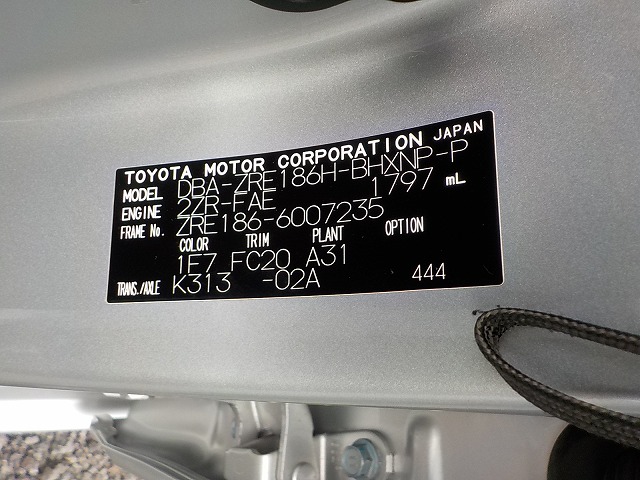 TOYOTA MOTOR CORPORATION JAPAN
MODEL DBA-ZRE186H-BHXNP-P
ENGINE 2ZR-FAE 1797 mL
FRAME No. ZRE186-6007235
COLOR TRIM PLANT OPTION
1F7 FC20 A31
TRANS./AXLE K313 -02A 444